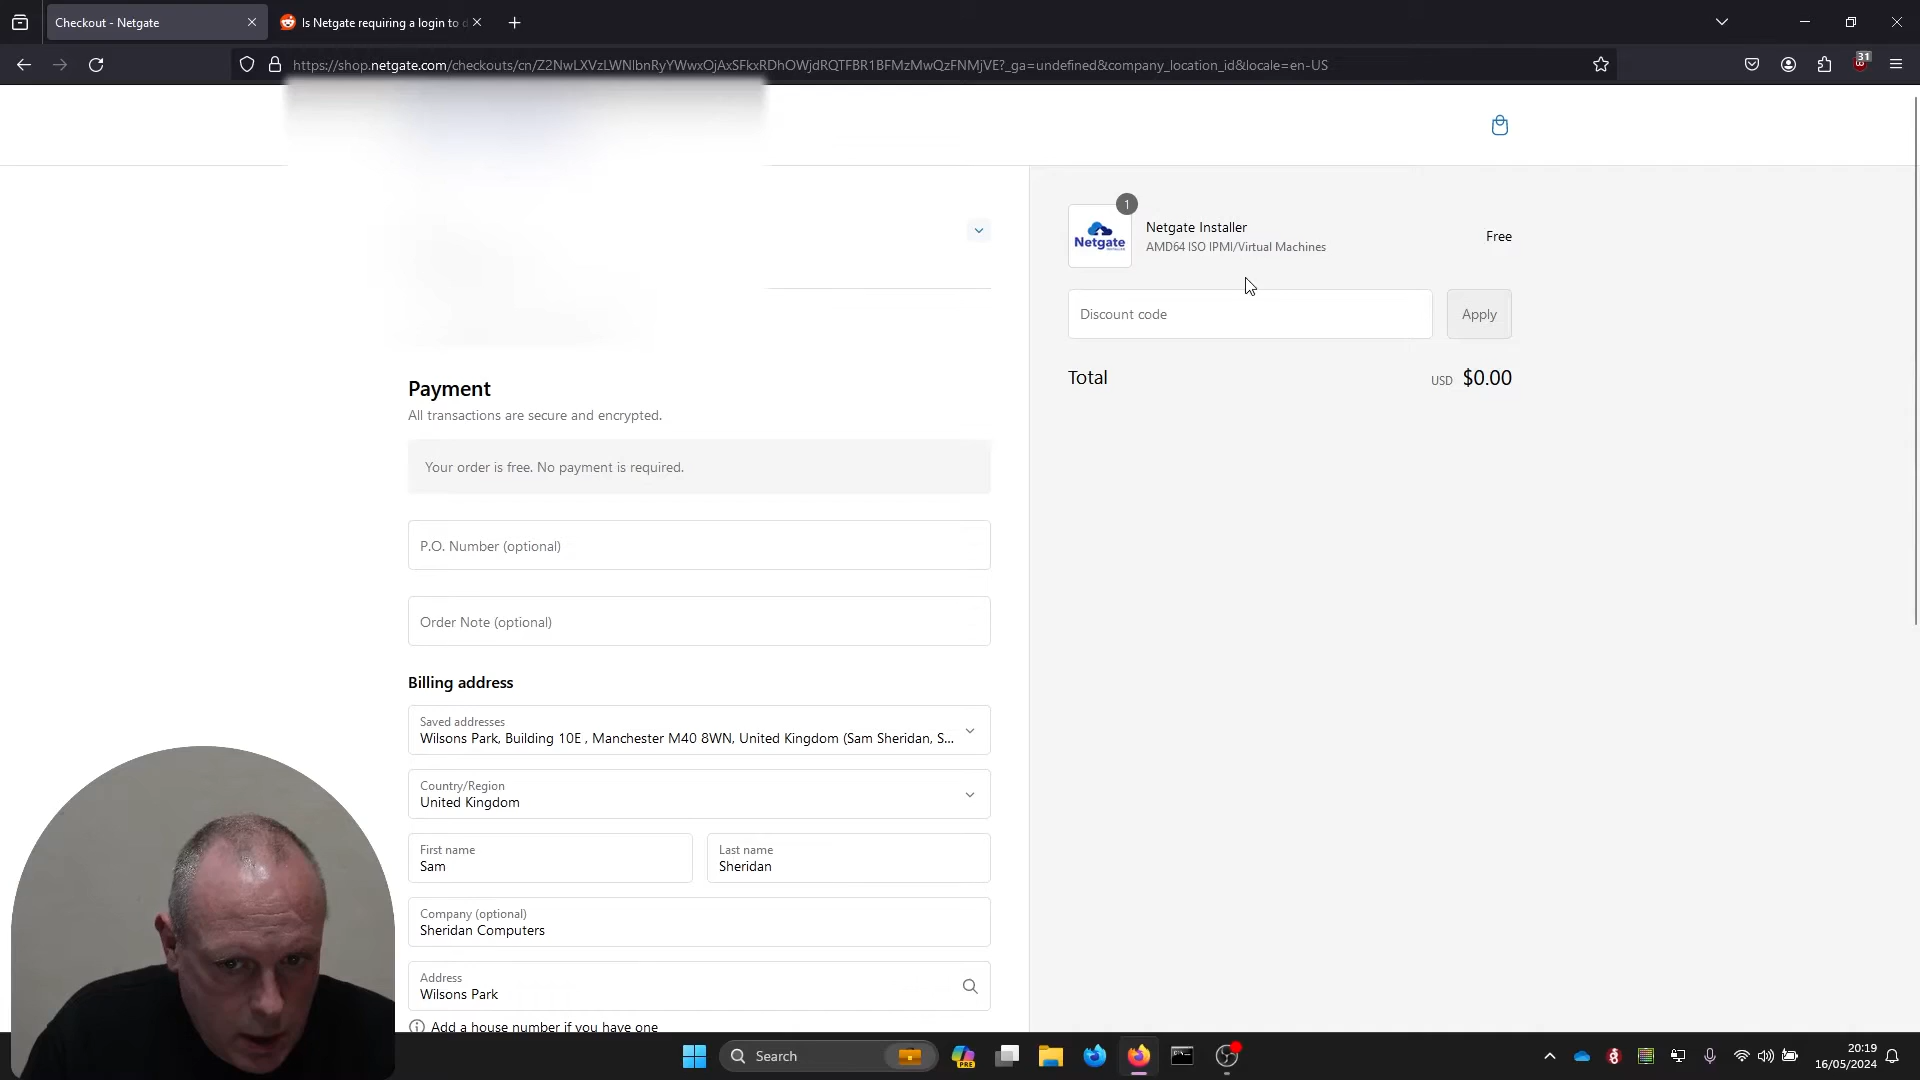 Checkout - Netgate
Is Netgate requiring a login to d
https://shop.netgate.com/checkouts/cn/Z2NwLXVzLWNlbnRyYWwxOjAxSFkxRDhOWjdRQTFBR1BFMzMwQzFNMjVE?_ga=undefined&company_location_id&locale=en-US
31
1
Netgate
INSTALLER
Netgate Installer
AMD64 ISO IPMI/Virtual Machines
Free
Discount code
Apply
Total
USD $0.00
Payment
All transactions are secure and encrypted.
Your order is free. No payment is required.
P.O. Number (optional)
Order Note (optional)
Billing address
Saved addresses
Wilsons Park, Building 10E , Manchester M40 8WN, United Kingdom (Sam Sheridan, S...
Country/Region
United Kingdom
First name
Sam
Last name
Sheridan
Company (optional)
Sheridan Computers
Address
Wilsons Park
Add a house number if you have one
Search
PRE
20:19
16/05/2024